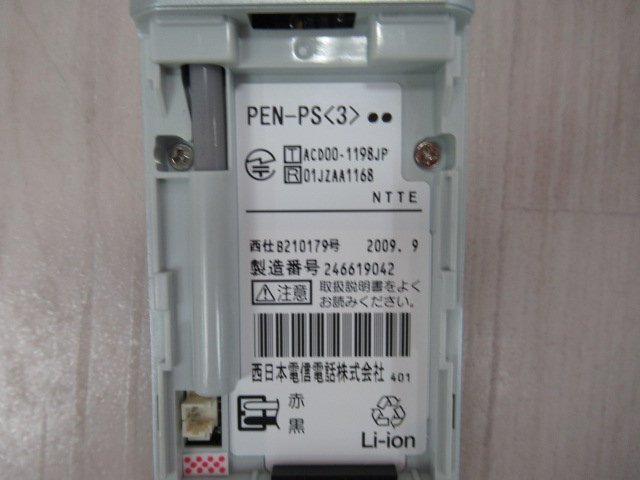 PEN-PS<3> ●●
T ACD00-1198JP
R 01JZAA1168
NTTE
西仕8210179号 2009. 9
製造番号 246619042
注意 取扱説明書をよく
お読みください。
西日本電信電話株式会社 401
赤
黒
Li-ion